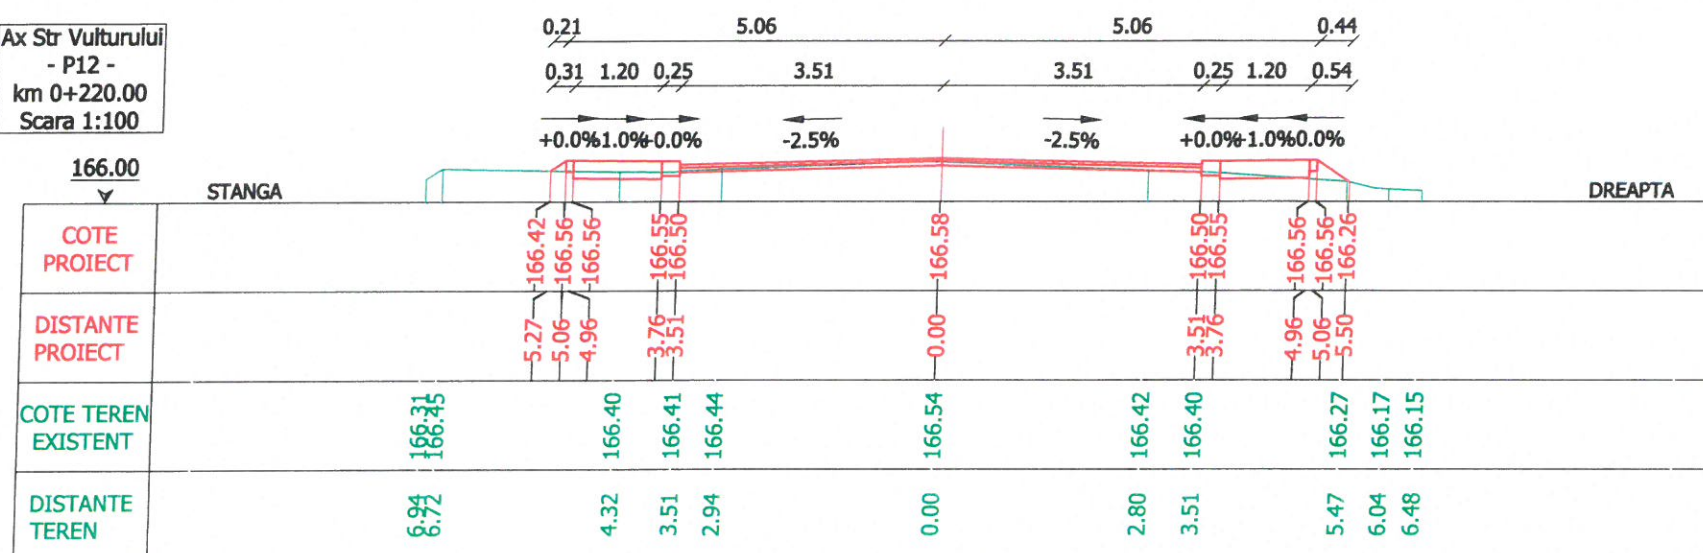 Ax Str Vulturului
- P12 -
km 0+220.00
Scara 1:100
0.21 5.06 5.06 0.44
0.31 1.20 0.25 3.51 3.51 0.25 1.20 0.54
+0.0% 1.0% +0.0% -2.5% -2.5% +0.0% +1.0% 0.0%
166.00
STANGA DREAPTA
COTE
PROIECT
166.42 166.56 166.56 166.55 166.50 166.58 166.50 166.55 166.56 166.56 166.26
DISTANTE
PROIECT
5.27 5.06 4.96 3.76 3.51 0.00 3.51 3.76 4.96 5.06 5.50
COTE TEREN
EXISTENT
166.31 166.45 166.40 166.41 166.44 166.54 166.42 166.40 166.27 166.17 166.15
DISTANTE
TEREN
6.94 6.72 4.32 3.51 2.94 0.00 2.80 3.51 5.47 6.04 6.48